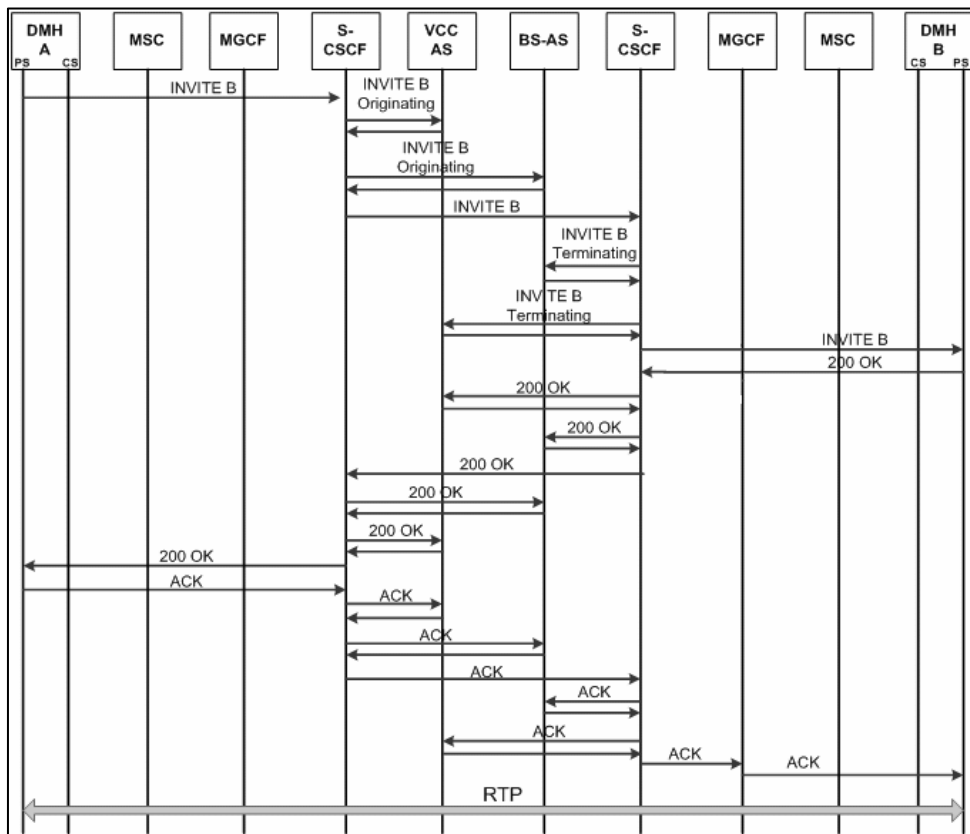 DMH
A
PS CS
MSC
MGCF
S-
CSCF
VCC
AS
BS-AS
S-
CSCF
MGCF
MSC
DMH
B
CS PS
INVITE B
INVITE B
Originating
INVITE B
Originating
INVITE B
INVITE B
Terminating
INVITE B
Terminating
INVITE B
200 OK
200 OK
200 OK
200 OK
200 OK
200 OK
200 OK
ACK
ACK
ACK
ACK
ACK
ACK
ACK
ACK
RTP